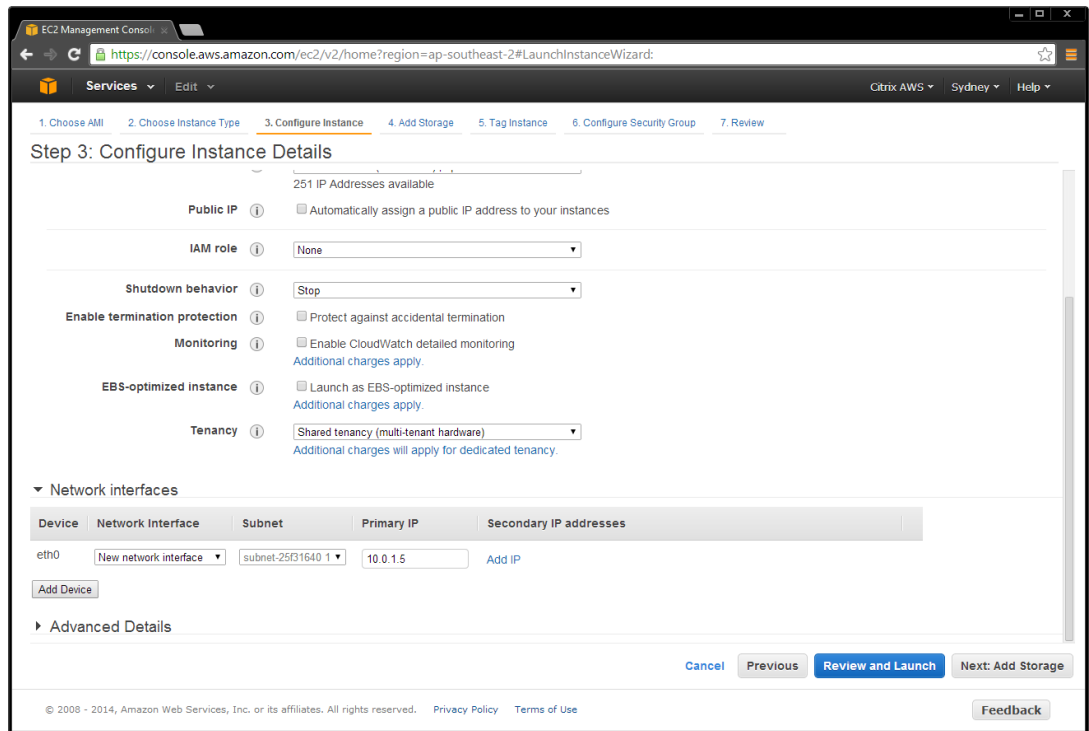 EC2 Management Consol
https://console.aws.amazon.com/ec2/v2/home?region=ap-southeast-2#LaunchInstanceWizard:
Services Edit Citrix AWS Sydney Help
1. Choose AMI 2. Choose Instance Type 3. Configure Instance 4. Add Storage 5. Tag Instance 6. Configure Security Group 7. Review
Step 3: Configure Instance Details
251 IP Addresses available
Public IP Automatically assign a public IP address to your instances
IAM role None
Shutdown behavior Stop
Enable termination protection Protect against accidental termination
Monitoring Enable CloudWatch detailed monitoring
Additional charges apply.
EBS-optimized instance Launch as EBS-optimized instance
Additional charges apply.
Tenancy Shared tenancy (multi-tenant hardware)
Additional charges will apply for dedicated tenancy.
Network interfaces
Device Network Interface Subnet Primary IP Secondary IP addresses
eth0 New network interface subnet-25f31640 1 10.0.1.5 Add IP
Add Device
Advanced Details
Cancel Previous Review and Launch Next: Add Storage
© 2008 - 2014, Amazon Web Services, Inc. or its affiliates. All rights reserved. Privacy Policy Terms of Use Feedback